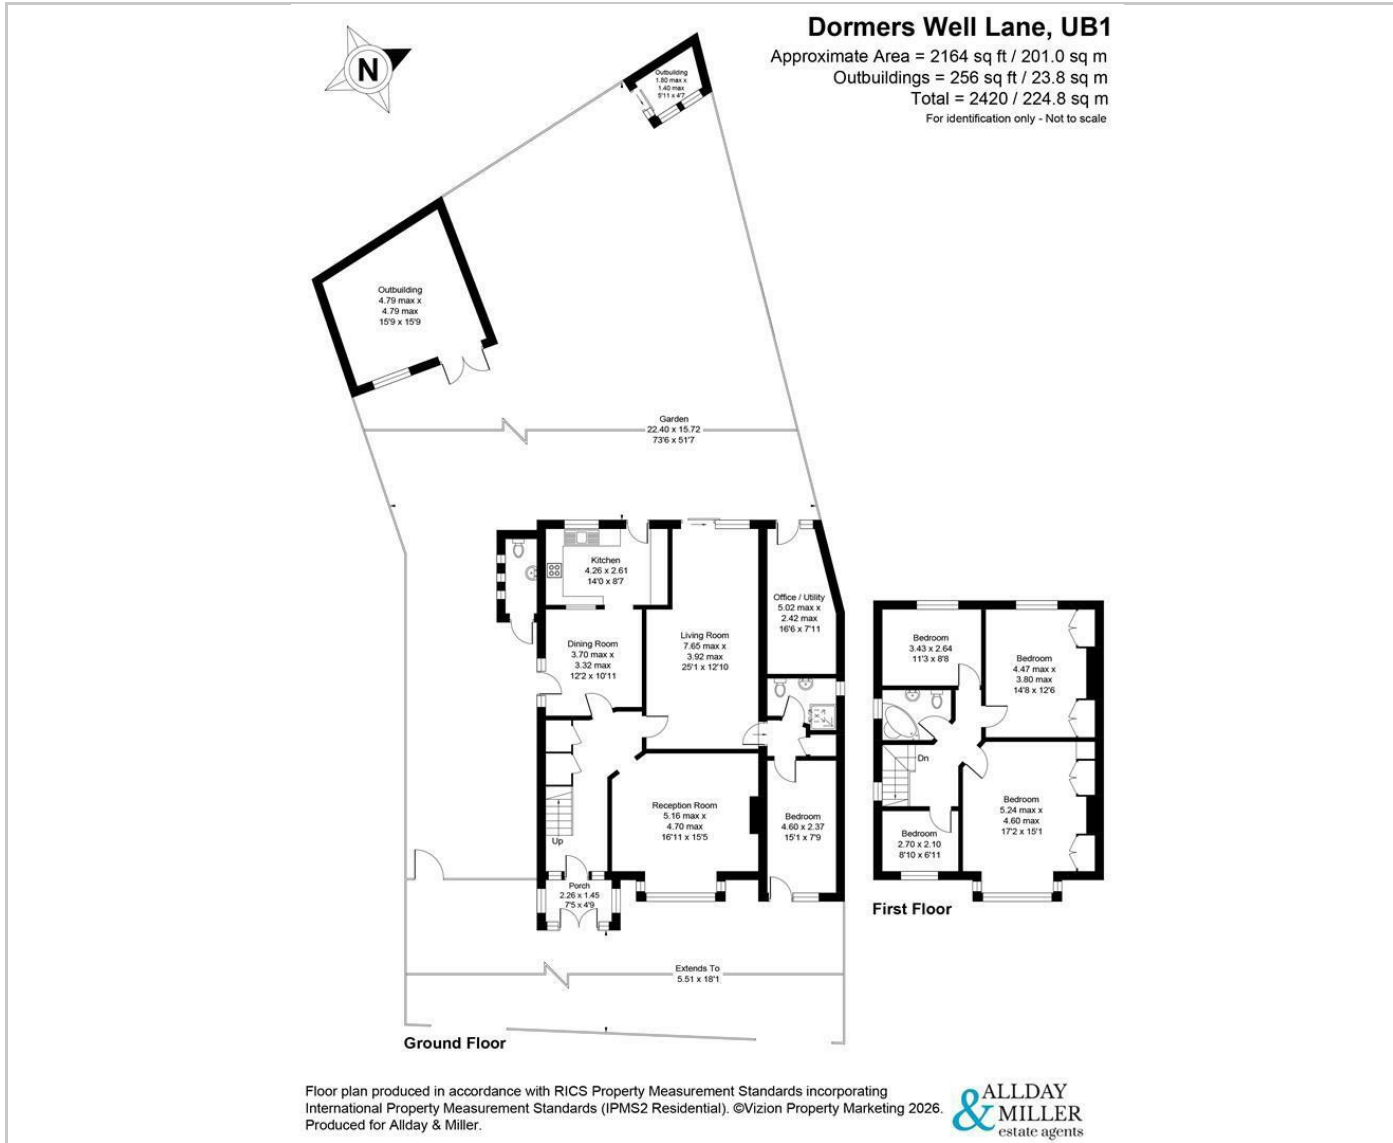 Dormers Well Lane, UB1
Approximate Area = 2164 sq ft / 201.0 sq m
Outbuildings = 256 sq ft / 23.8 sq m
Total = 2420 / 224.8 sq m
For identification only - Not to scale
N
Outbuilding
1.80 max x
1.40 max
5'11 x 4'7
Outbuilding
4.79 max x
4.79 max
15'9 x 15'9
Garden
22.40 x 15.72
73'6 x 51'7
Kitchen
4.26 x 2.61
14'0 x 8'7
Dining Room
3.70 max x
3.32 max
12'2 x 10'11
Living Room
7.65 max x
3.92 max
25'1 x 12'10
Office / Utility
5.02 max x
2.42 max
16'6 x 7'11
Reception Room
5.16 max x
4.70 max
16'11 x 15'5
Bedroom
4.60 x 2.37
15'1 x 7'9
Up
Porch
2.26 x 1.45
7'5 x 4'9
Extends To
5.51 x 18'1
Ground Floor
Bedroom
3.43 x 2.64
11'3 x 8'8
Bedroom
4.47 max x
3.80 max
14'8 x 12'6
Dn
Bedroom
5.24 max x
4.60 max
17'2 x 15'1
Bedroom
2.70 x 2.10
8'10 x 6'11
First Floor
Floor plan produced in accordance with RICS Property Measurement Standards incorporating
International Property Measurement Standards (IPMS2 Residential). ©Vizion Property Marketing 2026.
Produced for Allday & Miller.
ALLDAY
& MILLER
estate agents